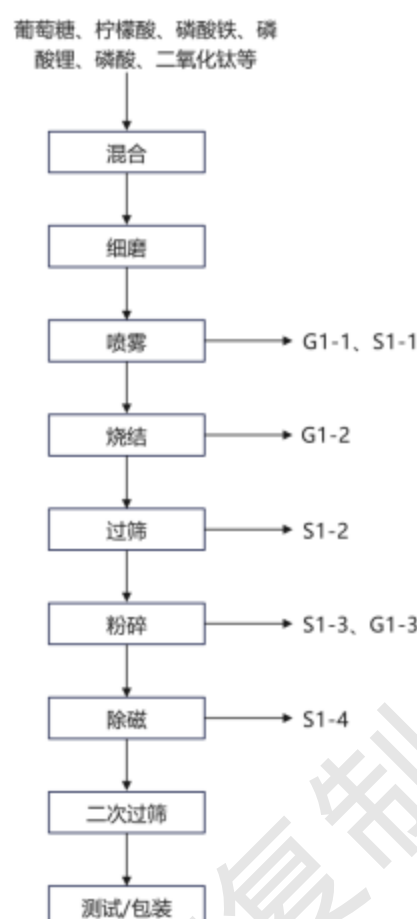 葡萄糖、柠檬酸、磷酸铁、磷
酸锂、磷酸、二氧化钛等
混合
细磨
喷雾
G1-1、S1-1
烧结
G1-2
过筛
S1-2
粉碎
S1-3、G1-3
除磁
S1-4
二次过筛
测试/包装
复制